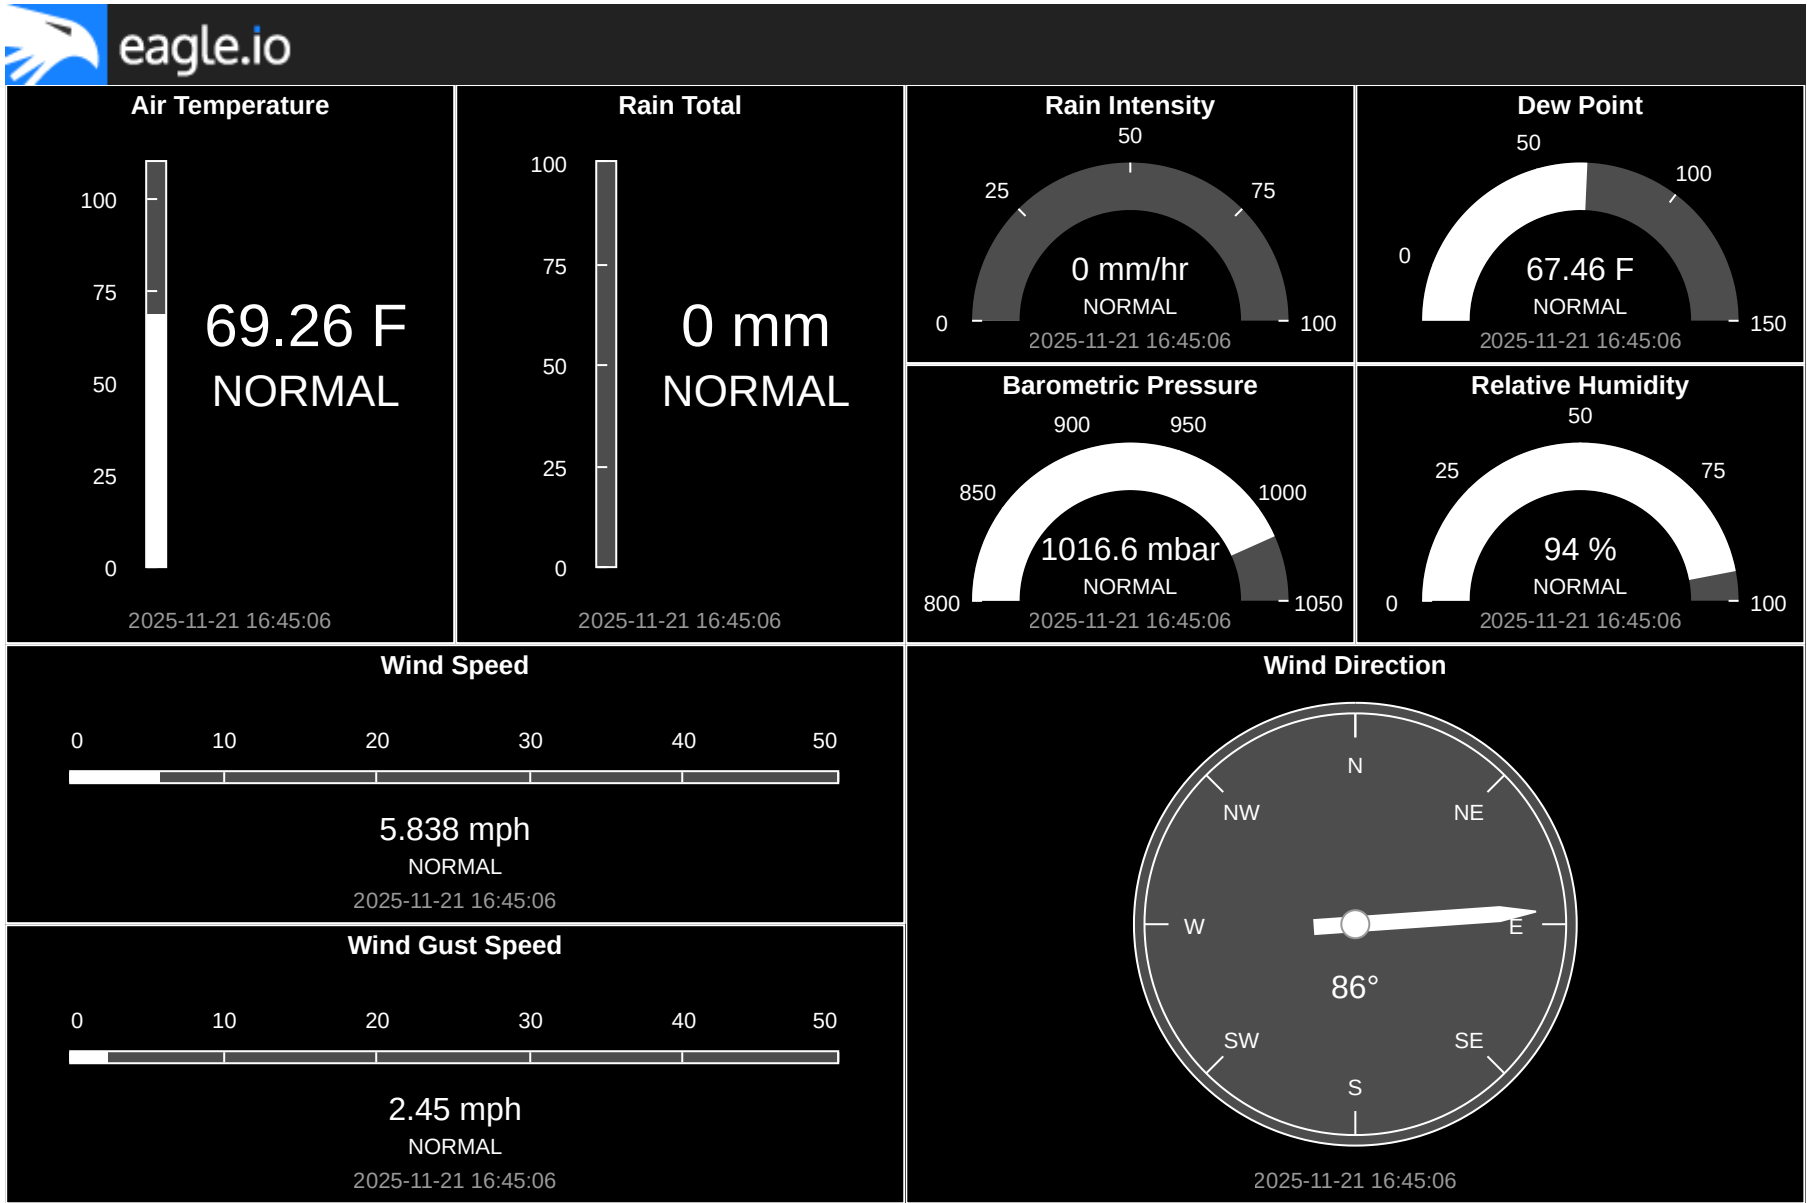 eagle.io
Air Temperature
100
75
50
25
0
69.26 F
NORMAL
2025-11-21 16:45:06
Rain Total
100
75
50
25
0
0 mm
NORMAL
2025-11-21 16:45:06
Rain Intensity
0
25
50
75
100
0 mm/hr
NORMAL
2025-11-21 16:45:06
Dew Point
0
50
100
150
67.46 F
NORMAL
2025-11-21 16:45:06
Barometric Pressure
800
850
900
950
1000
1050
1016.6 mbar
NORMAL
2025-11-21 16:45:06
Relative Humidity
0
25
50
75
100
94 %
NORMAL
2025-11-21 16:45:06
Wind Speed
0 10 20 30 40 50
5.838 mph
NORMAL
2025-11-21 16:45:06
Wind Gust Speed
0 10 20 30 40 50
2.45 mph
NORMAL
2025-11-21 16:45:06
Wind Direction
N
NW NE
W E
86°
SW SE
S
2025-11-21 16:45:06